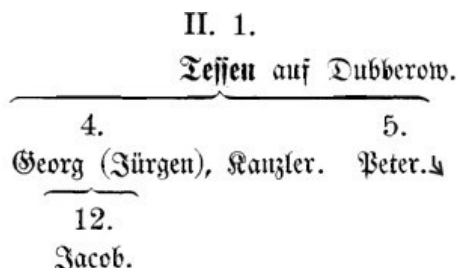 II. 1.
Tessen auf Dubberow.
4. 5.
Georg (Jürgen), Kanzler. Peter.
12.
Jacob.